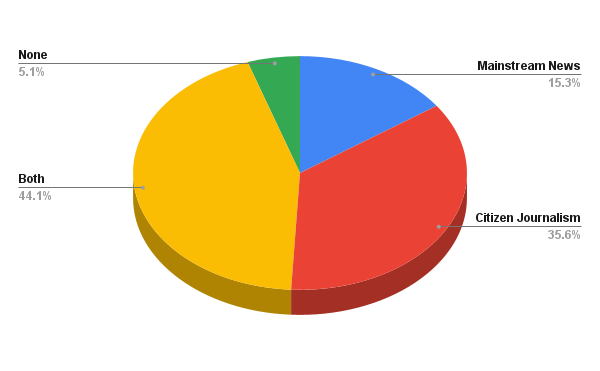 None
5.1%
Mainstream News
15.3%
Both
44.1%
Citizen Journalism
35.6%